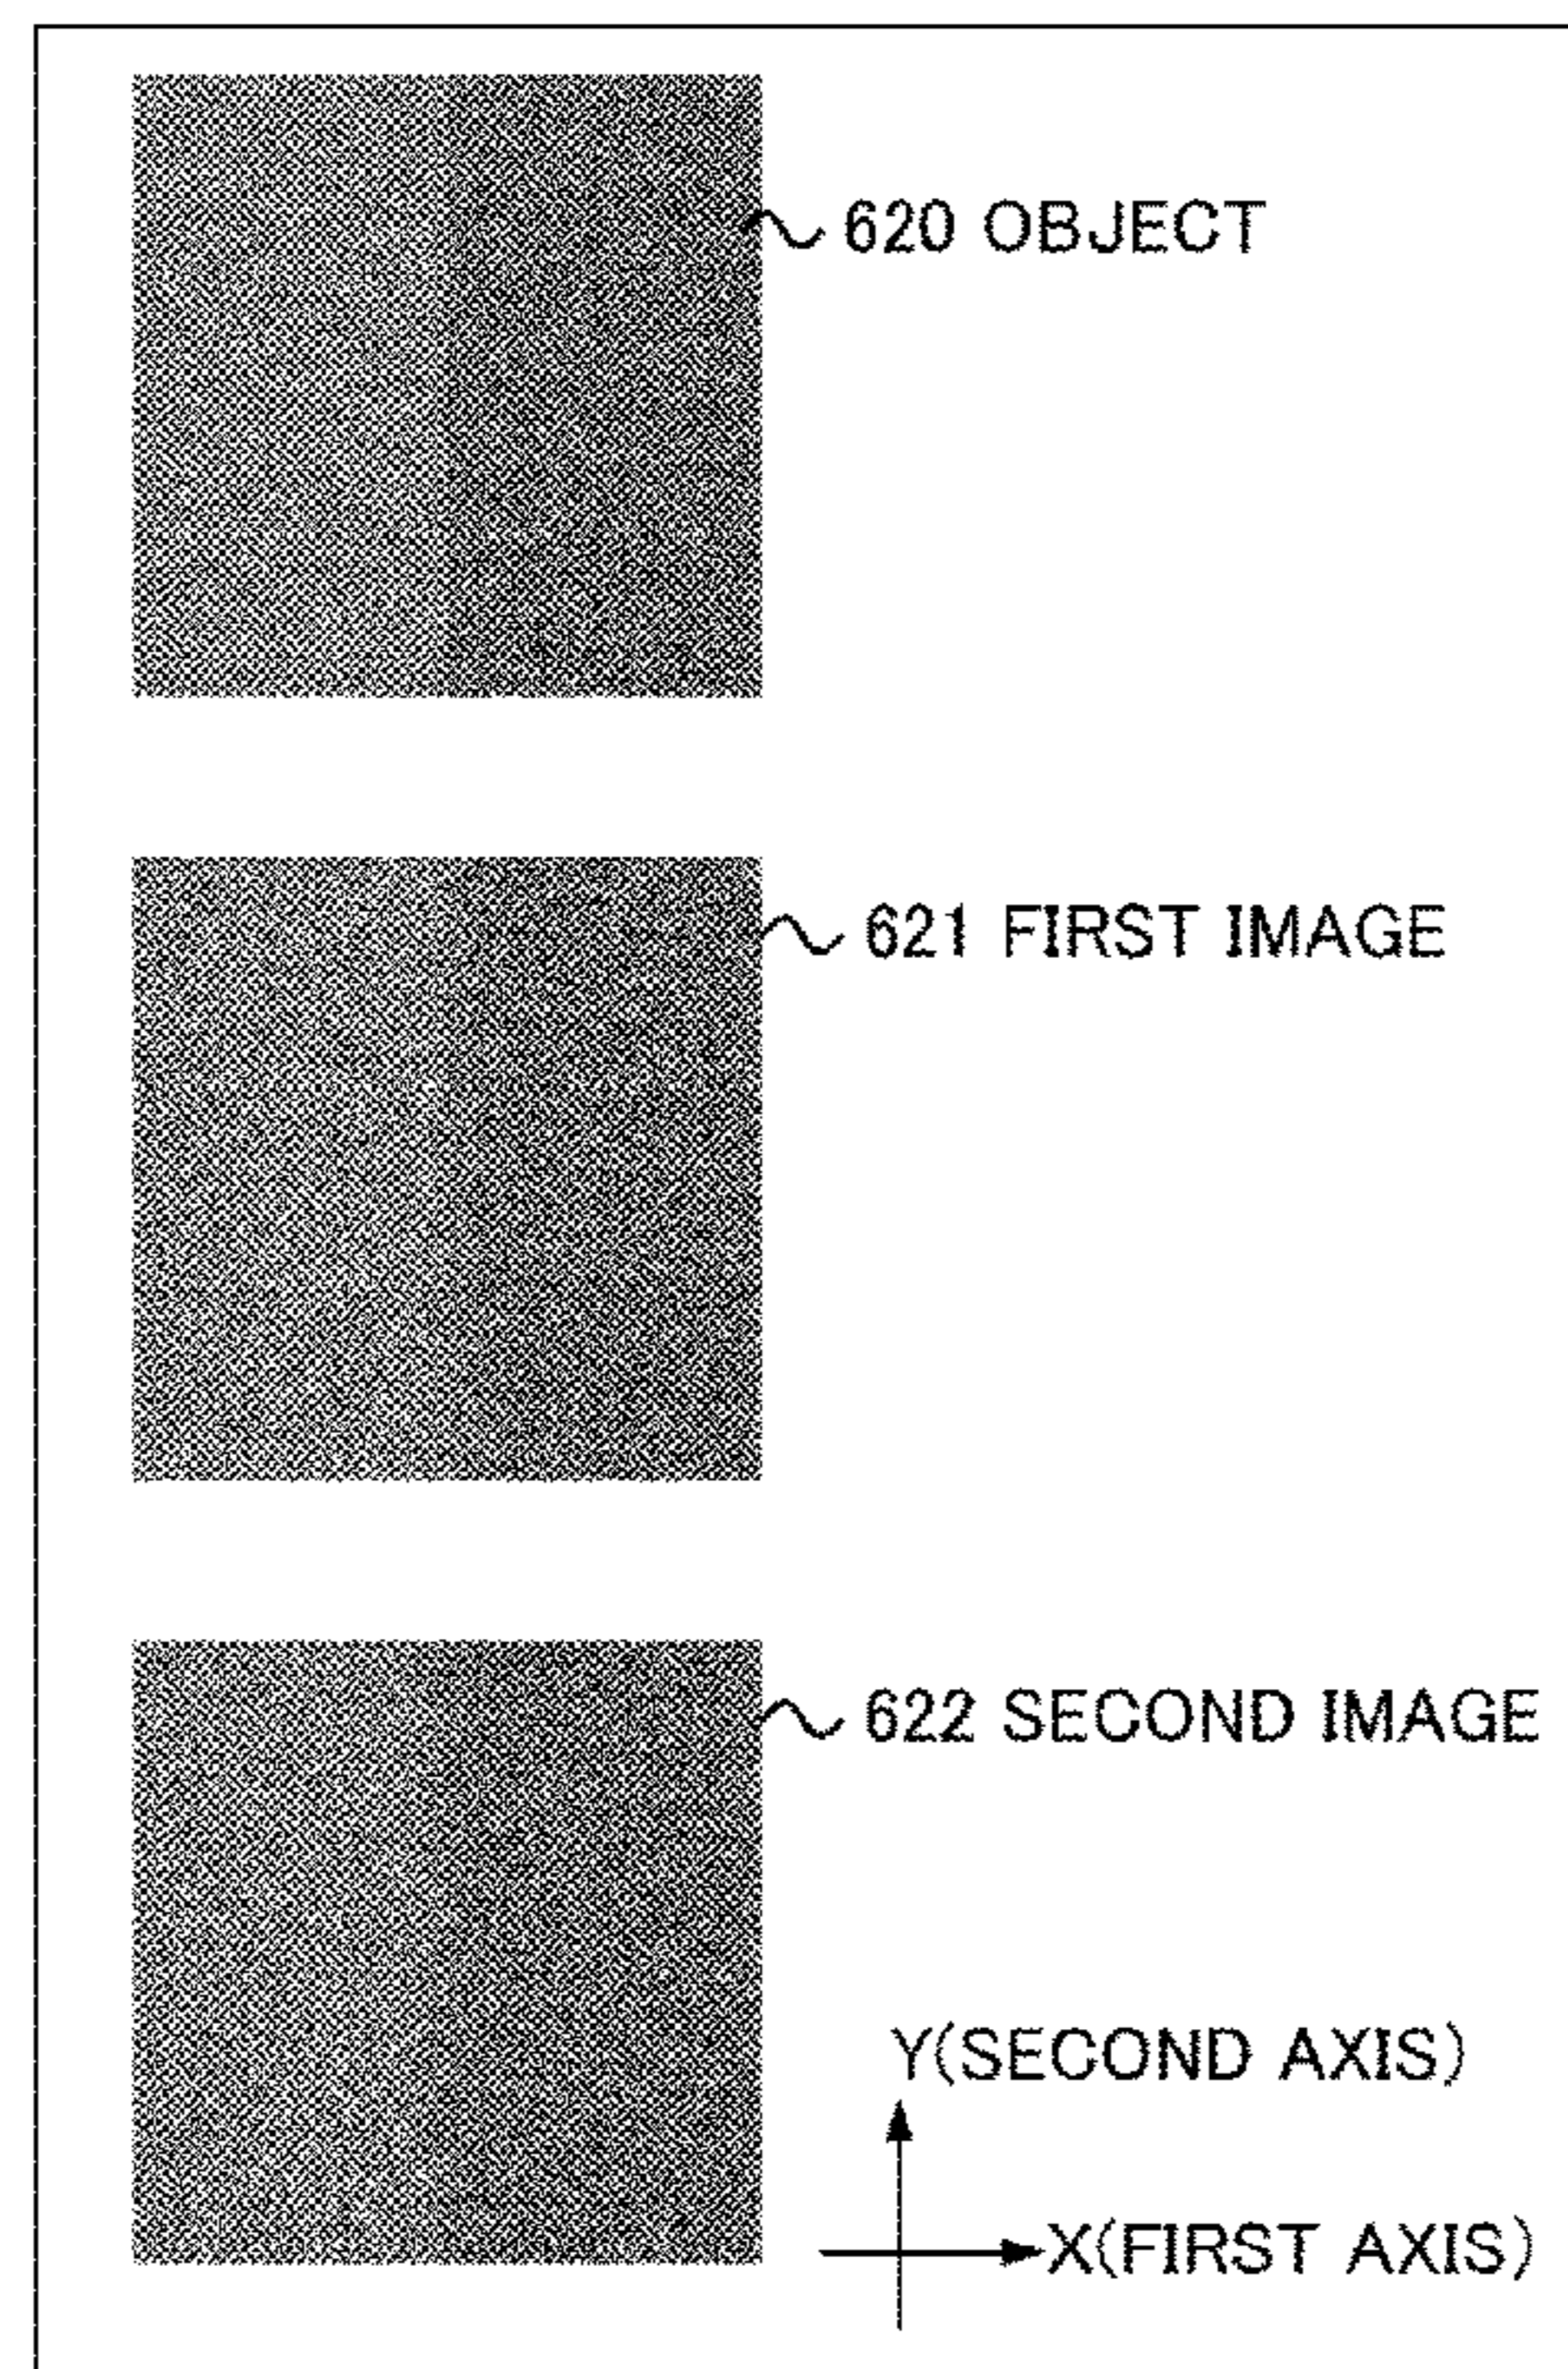 620 OBJECT
621 FIRST IMAGE
622 SECOND IMAGE
Y(SECOND AXIS)
X(FIRST AXIS)